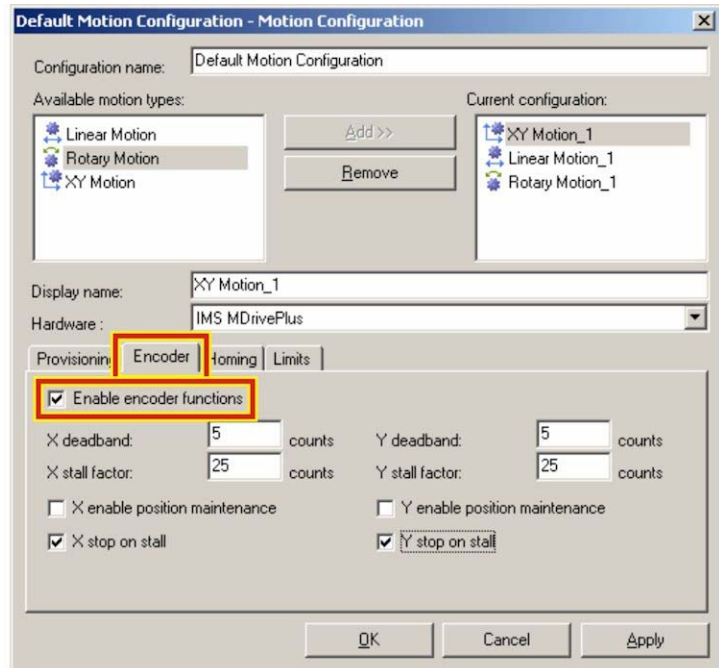 Default Motion Configuration - Motion Configuration
Configuration name: Default Motion Configuration
Available motion types: Current configuration:
Linear Motion
Rotary Motion
XY Motion
Add >>
Remove
XY Motion_1
Linear Motion_1
Rotary Motion_1
Display name: XY Motion_1
Hardware : IMS MDrivePlus
Provisioning Encoder Homing Limits
Enable encoder functions
X deadband: 5 counts Y deadband: 5 counts
X stall factor: 25 counts Y stall factor: 25 counts
X enable position maintenance Y enable position maintenance
X stop on stall Y stop on stall
OK Cancel Apply